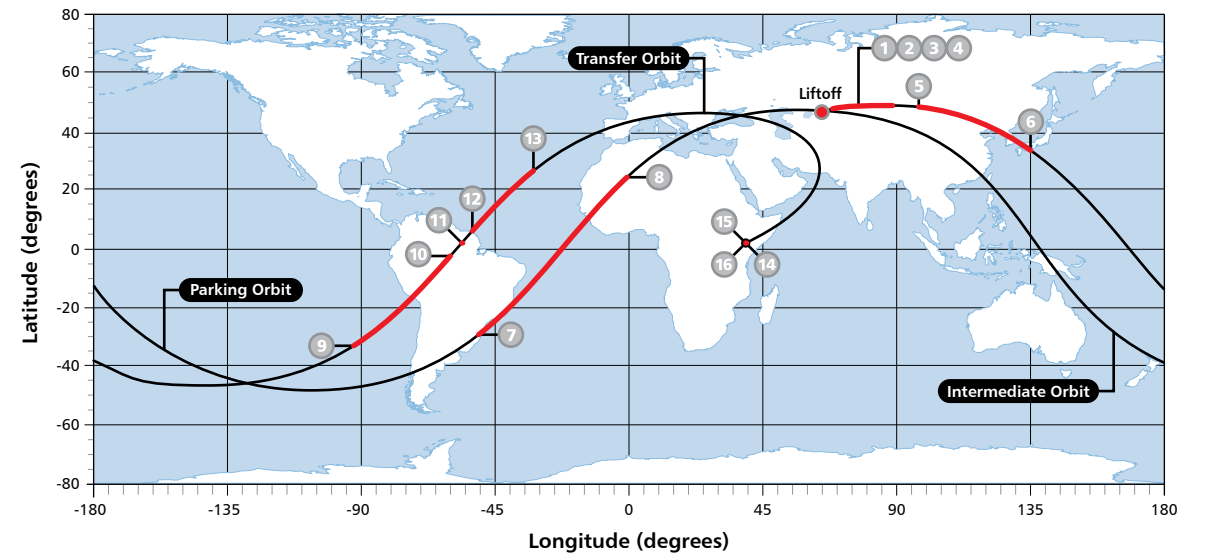 80
60
40
20
0
-20
-40
-60
-80
Latitude (degrees)
Transfer Orbit
1 2 3 4
Liftoff
5
6
13
12
11
10
8
15
16
14
Parking Orbit
9
7
Intermediate Orbit
-180 -135 -90 -45 0 45 90 135 180
Longitude (degrees)